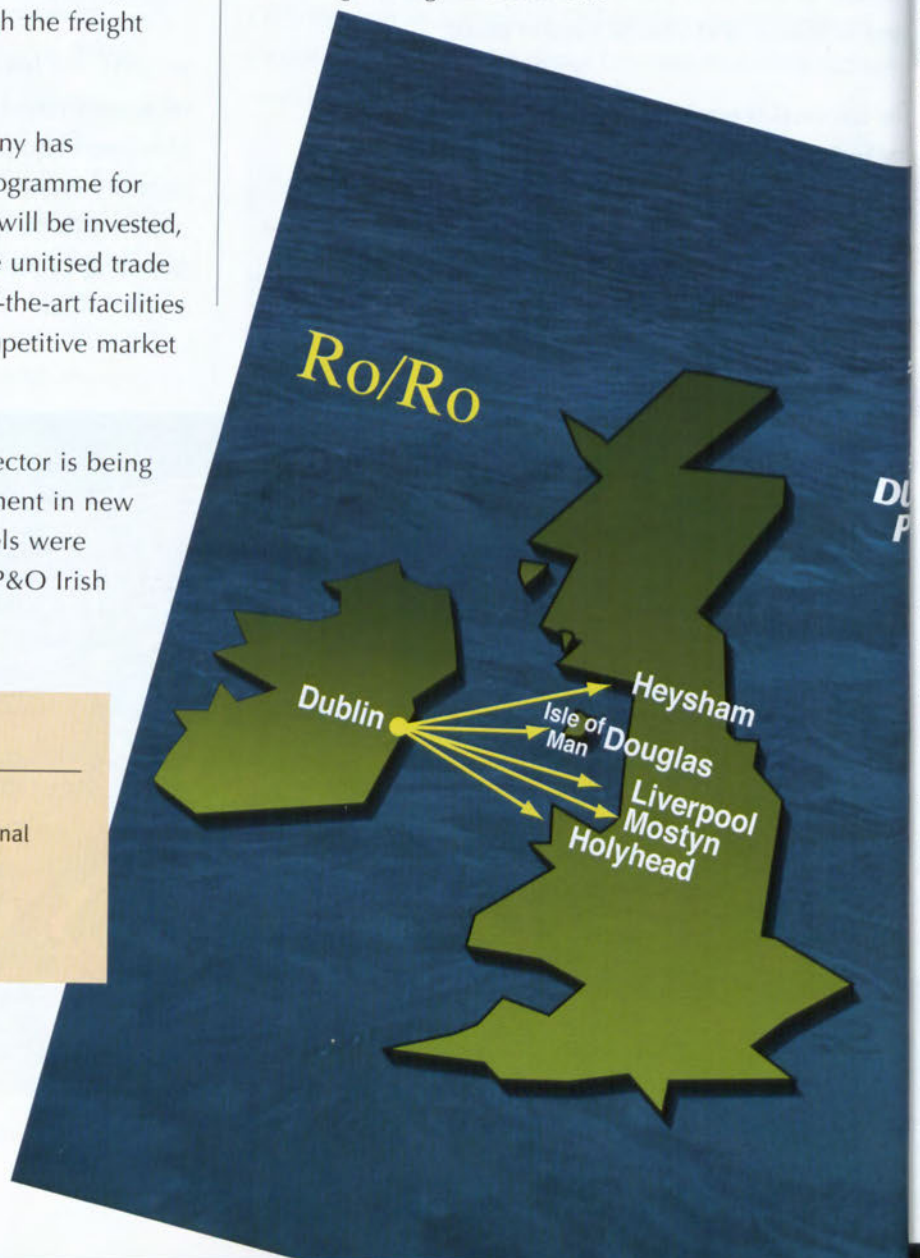 h the freight
ny has
ogramme for
will be invested,
e unitised trade
-the-art facilities
petitive market
ector is being
ment in new
ls were
P&O Irish
nal
Ro/Ro
Dublin
Heysham
Isle of
Man
Douglas
Liverpool
Mostyn
Holyhead
DU
P